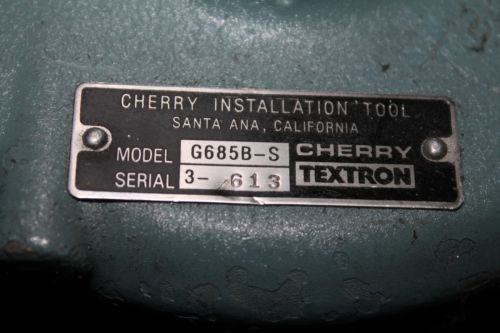 CHERRY INSTALLATION TOOL
SANTA ANA, CALIFORNIA
MODEL G685B-S CHERRY
SERIAL 3- 613 TEXTRON